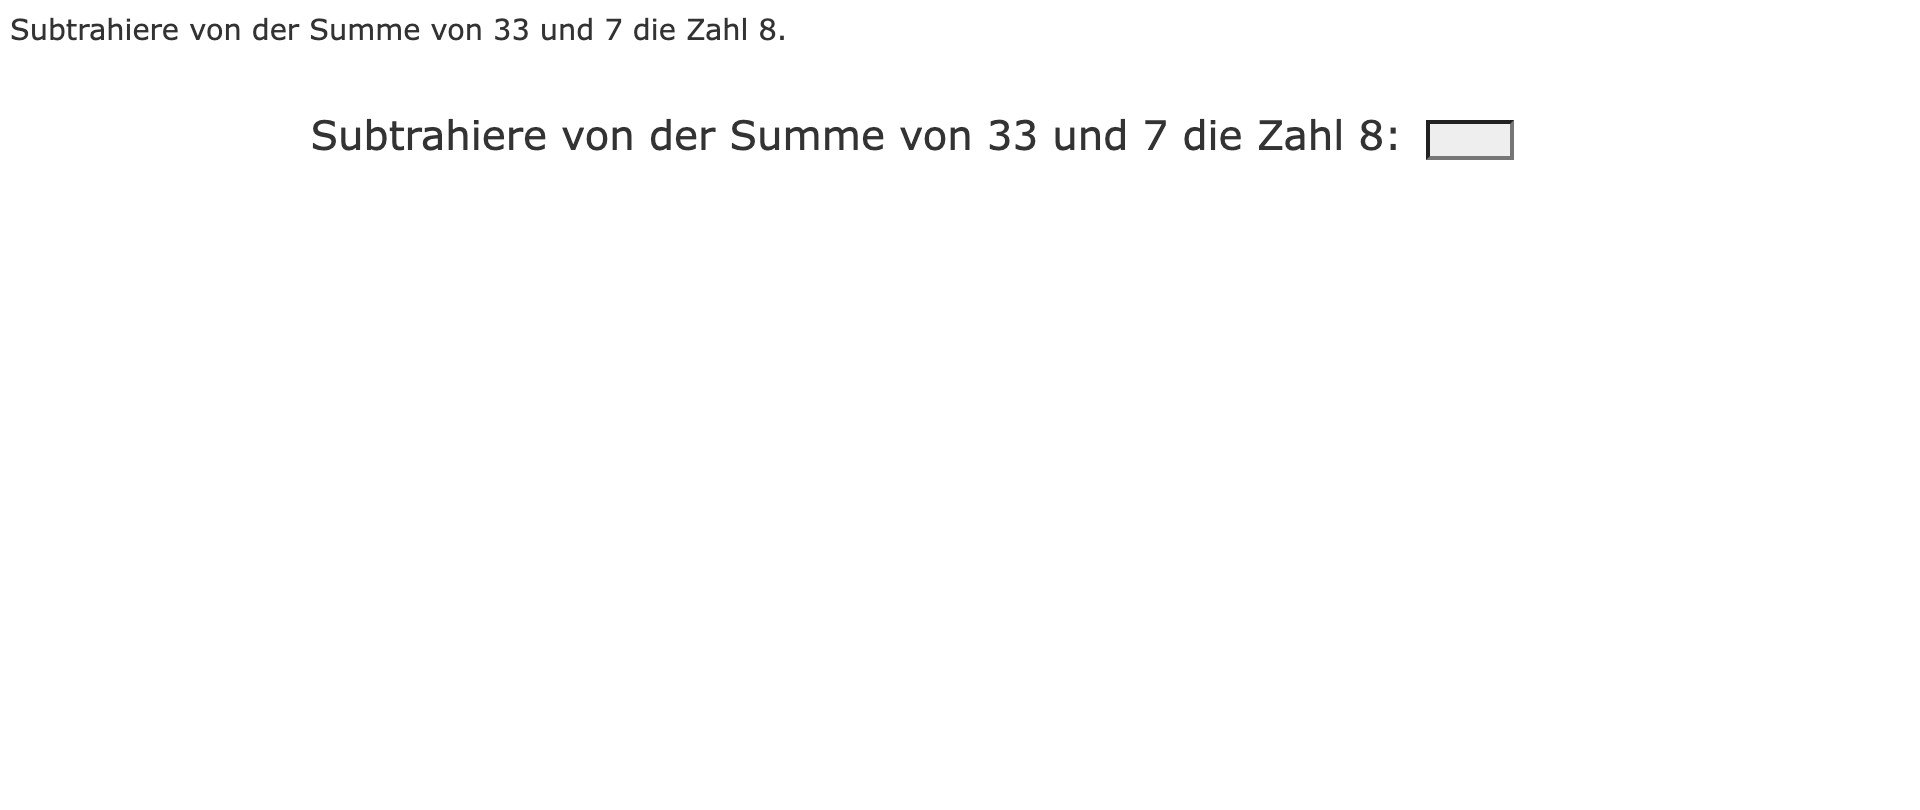 Subtrahiere von der Summe von 33 und 7 die Zahl 8.
Subtrahiere von der Summe von 33 und 7 die Zahl 8: